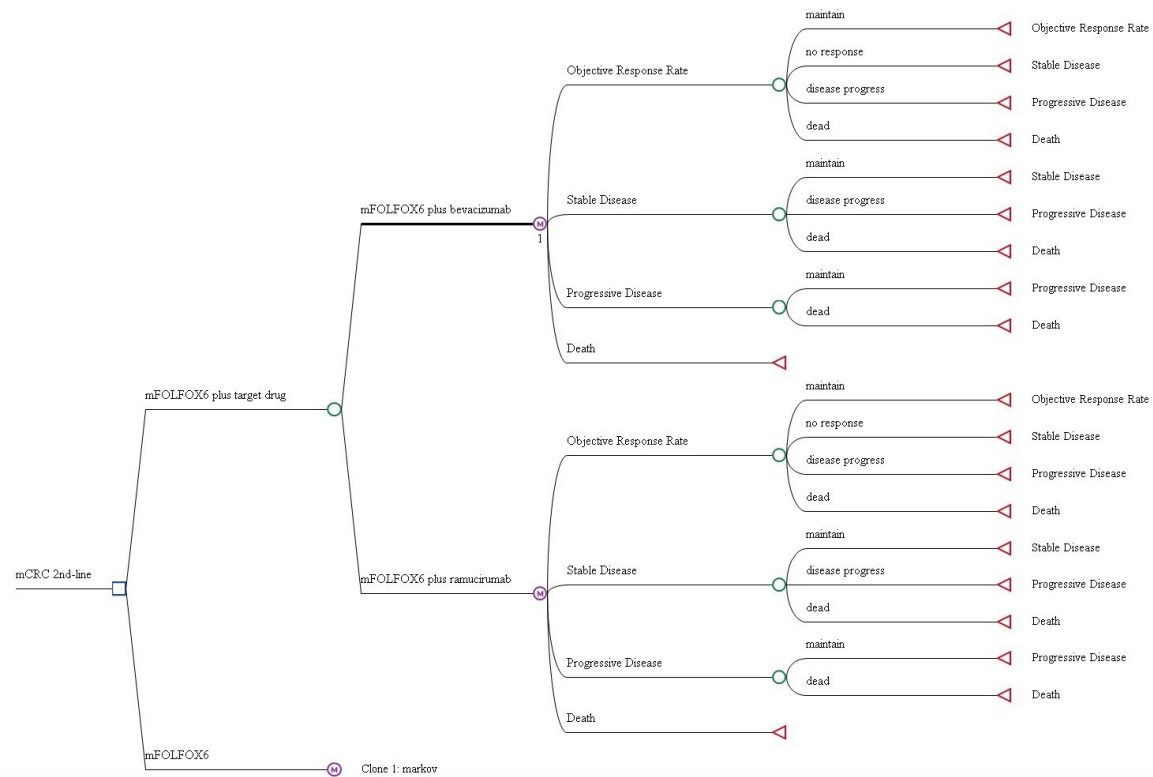 maintain
Objective Response Rate
no response
Stable Disease
Objective Response Rate
disease progress
Progressive Disease
dead
Death
maintain
Stable Disease
mFOLFOX6 plus bevacizumab
Stable Disease
disease progress
Progressive Disease
M
1
dead
Death
maintain
Progressive Disease
Progressive Disease
dead
Death
Death
mFOLFOX6 plus target drug
maintain
Objective Response Rate
no response
Stable Disease
Objective Response Rate
disease progress
Progressive Disease
dead
Death
maintain
Stable Disease
mCRC 2nd-line
mFOLFOX6 plus ramucirumab
M
Stable Disease
disease progress
Progressive Disease
dead
Death
maintain
Progressive Disease
Progressive Disease
dead
Death
Death
mFOLFOX6
M
Clone 1: markov